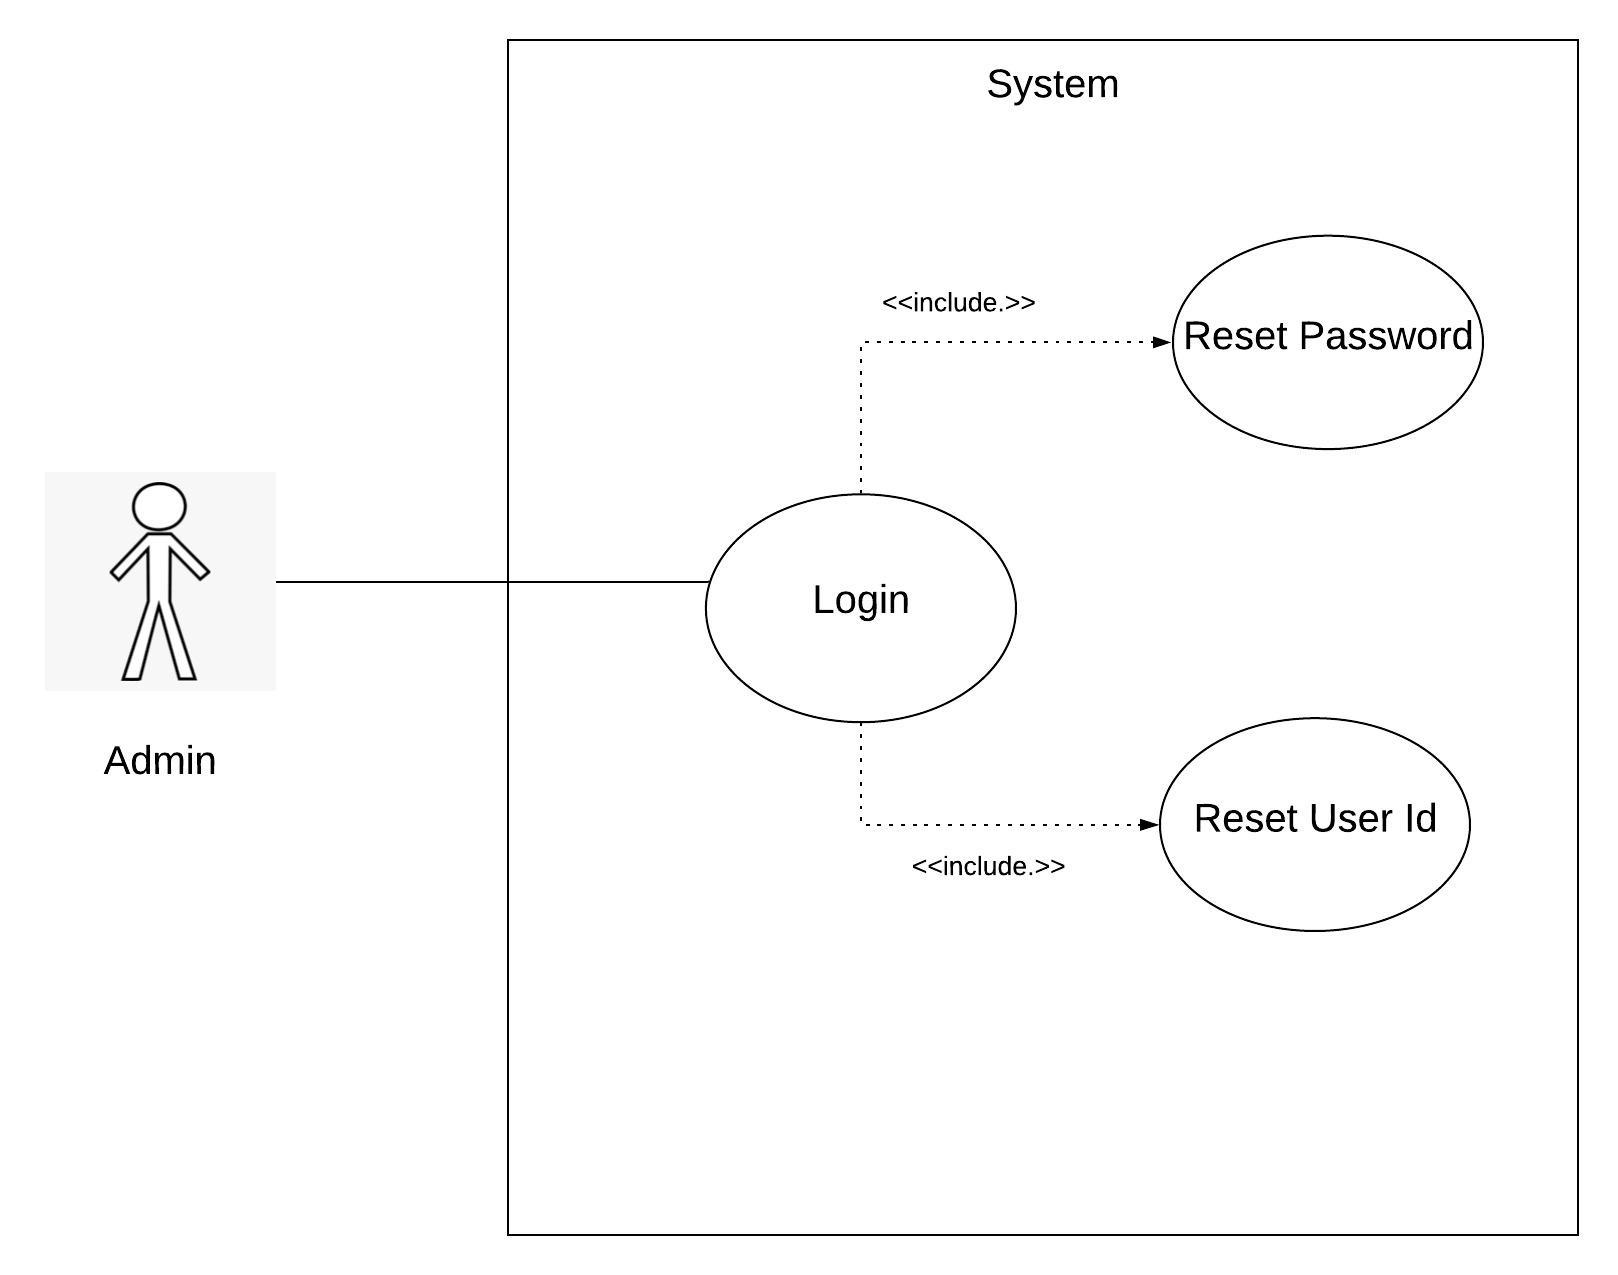 System
<<include.>>
Reset Password
Login
Admin
Reset User Id
<<include.>>